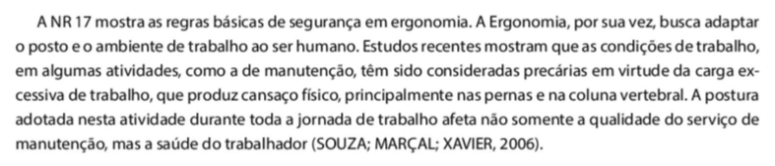 A NR 17 mostra as regras básicas de segurança em ergonomia. A Ergonomia, por sua vez, busca adaptar
o posto e o ambiente de trabalho ao ser humano. Estudos recentes mostram que as condições de trabalho,
em algumas atividades, como a de manutenção, têm sido consideradas precárias em virtude da carga ex-
cessiva de trabalho, que produz cansaço físico, principalmente nas pernas e na coluna vertebral. A postura
adotada nesta atividade durante toda a jornada de trabalho afeta não somente a qualidade do serviço de
manutenção, mas a saúde do trabalhador (SOUZA; MARÇAL; XAVIER, 2006).